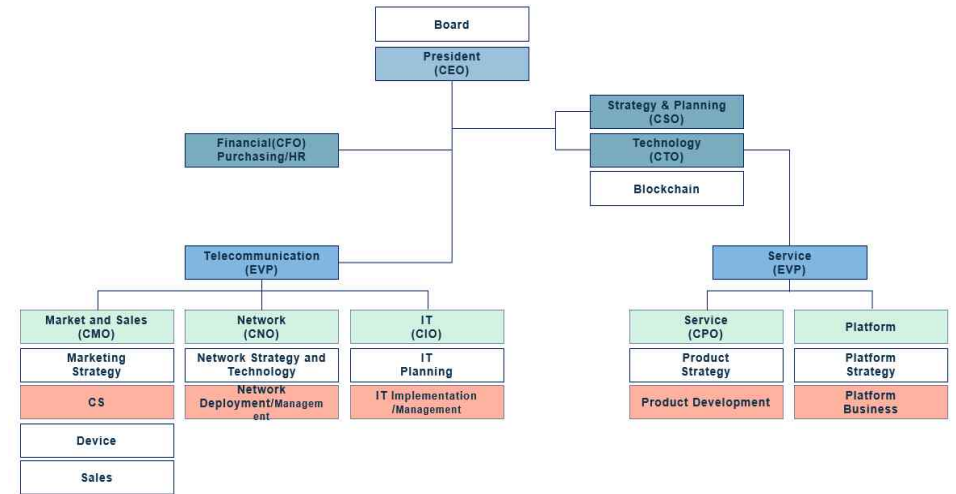 Board
President
(CEO)
Strategy & Planning
(CSO)
Financial(CFO)
Purchasing/HR
Technology
(CTO)
Blockchain
Telecommunication
(EVP)
Service
(EVP)
Market and Sales
(CMO)
Network
(CNO)
IT
(CIO)
Service
(CPO)
Platform
Marketing
Strategy
Network Strategy and
Technology
IT
Planning
Product
Strategy
Platform
Strategy
CS
Network
Deployment/Managem
ent
IT Implementation
/Management
Product Development
Platform
Business
Device
Sales